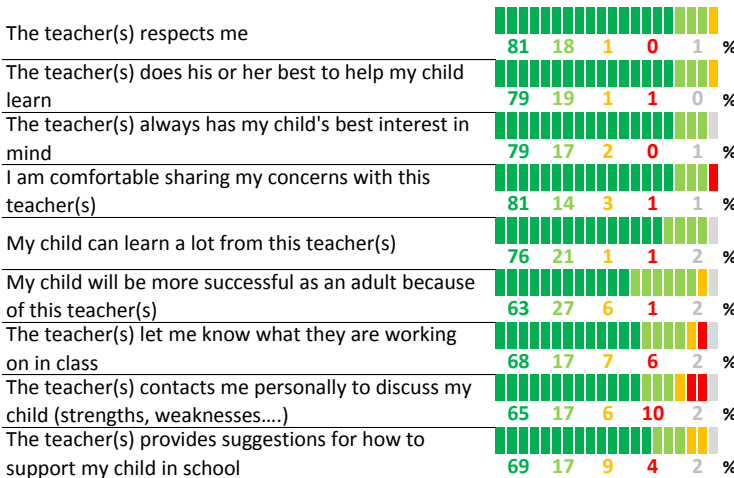 The teacher(s) respects me
81 18 1 0 1 %
The teacher(s) does his or her best to help my child
learn
79 19 1 1 0 %
The teacher(s) always has my child's best interest in
mind
79 17 2 0 1 %
I am comfortable sharing my concerns with this
teacher(s)
81 14 3 1 1 %
My child can learn a lot from this teacher(s)
76 21 1 1 2 %
My child will be more successful as an adult because
of this teacher(s)
63 27 6 1 2 %
The teacher(s) let me know what they are working
on in class
68 17 7 6 2 %
The teacher(s) contacts me personally to discuss my
child (strengths, weaknesses....)
65 17 6 10 2 %
The teacher(s) provides suggestions for how to
support my child in school
69 17 9 4 2 %